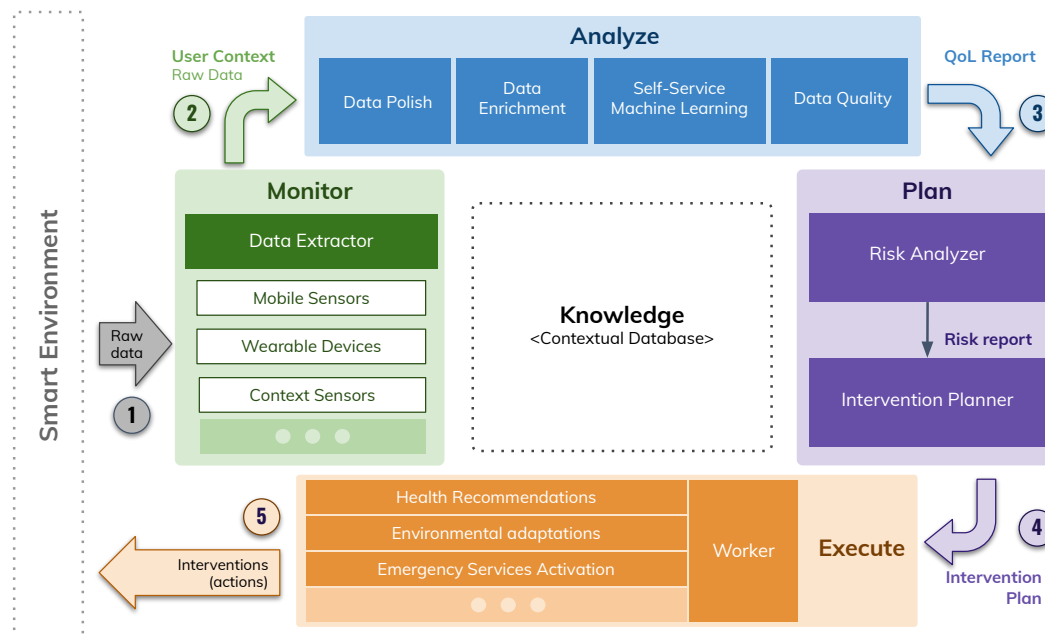 Smart Environment
Raw
data
1
User Context
Raw Data
2
Analyze
Data Polish
Data
Enrichment
Self-Service
Machine Learning
Data Quality
QoL Report
3
Monitor
Data Extractor
Mobile Sensors
Wearable Devices
Context Sensors
Knowledge
<Contextual Database>
Plan
Risk Analyzer
Risk report
Intervention Planner
4
Intervention
Plan
Execute
Worker
Health Recommendations
Environmental adaptations
Emergency Services Activation
5
Interventions
(actions)